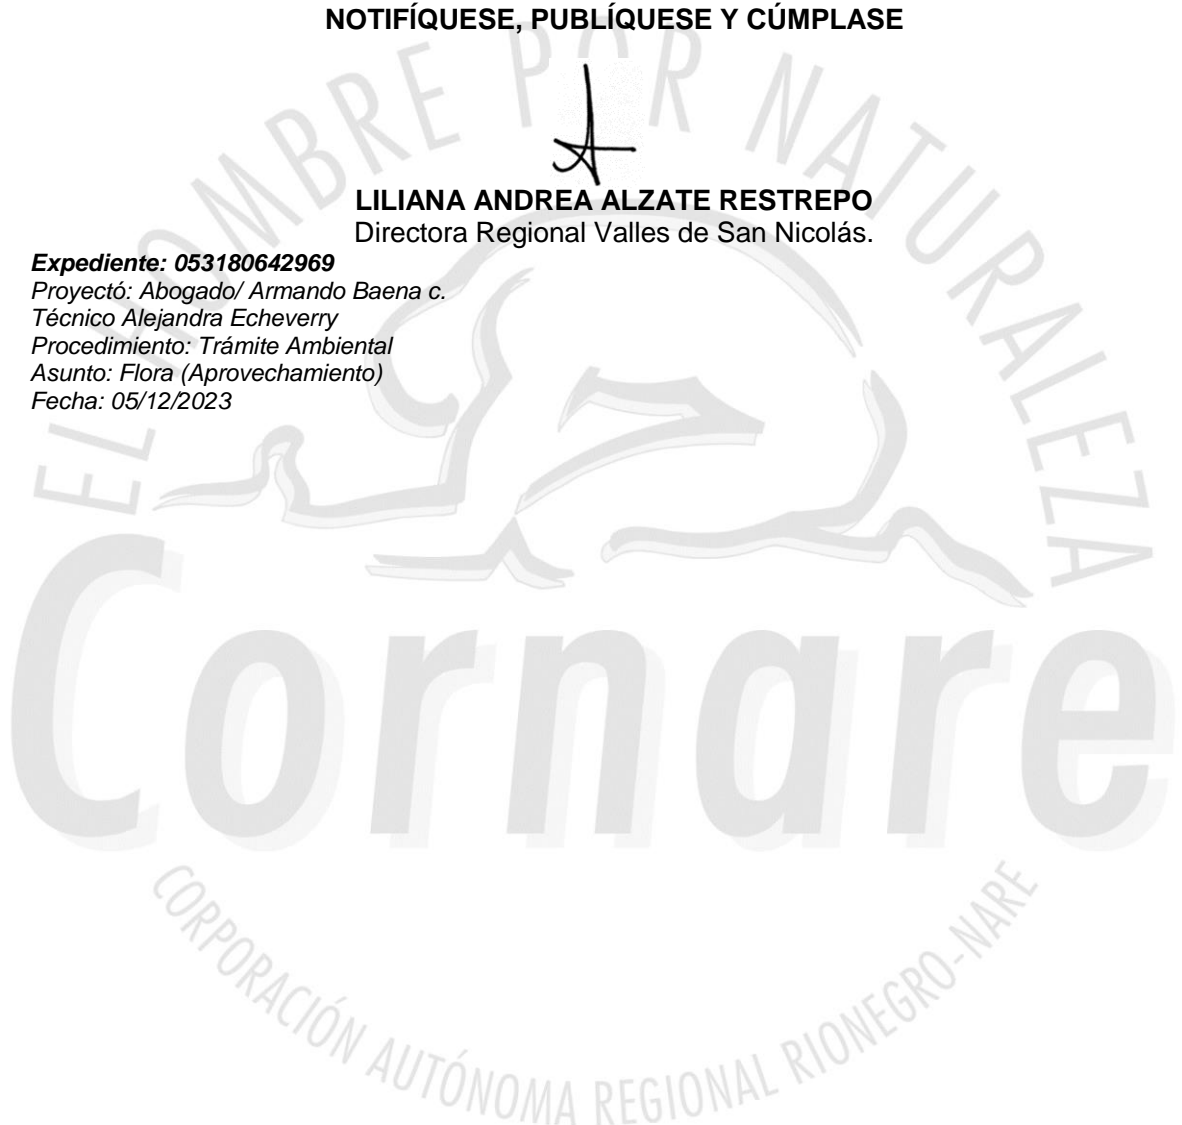 NOTIFÍQUESE, PUBLÍQUESE Y CÚMPLASE
LILIANA ANDREA ALZATE RESTREPO
Directora Regional Valles de San Nicolás.
Expediente: 053180642969
Proyectó: Abogado/ Armando Baena c.
Técnico Alejandra Echeverry
Procedimiento: Trámite Ambiental
Asunto: Flora (Aprovechamiento)
Fecha: 05/12/2023
EL HOMBRE POR NATURALEZA
Cornare
CORPORACIÓN AUTÓNOMA REGIONAL RIONEGRO-NARE